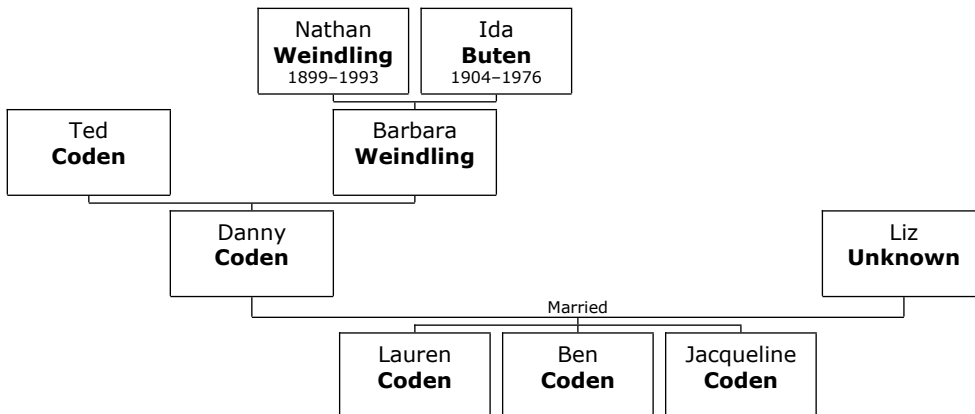 Nathan
Weindling
1899–1993
Ida
Buten
1904–1976
Ted
Coden
Barbara
Weindling
Danny
Coden
Liz
Unknown
Married
Lauren
Coden
Ben
Coden
Jacqueline
Coden